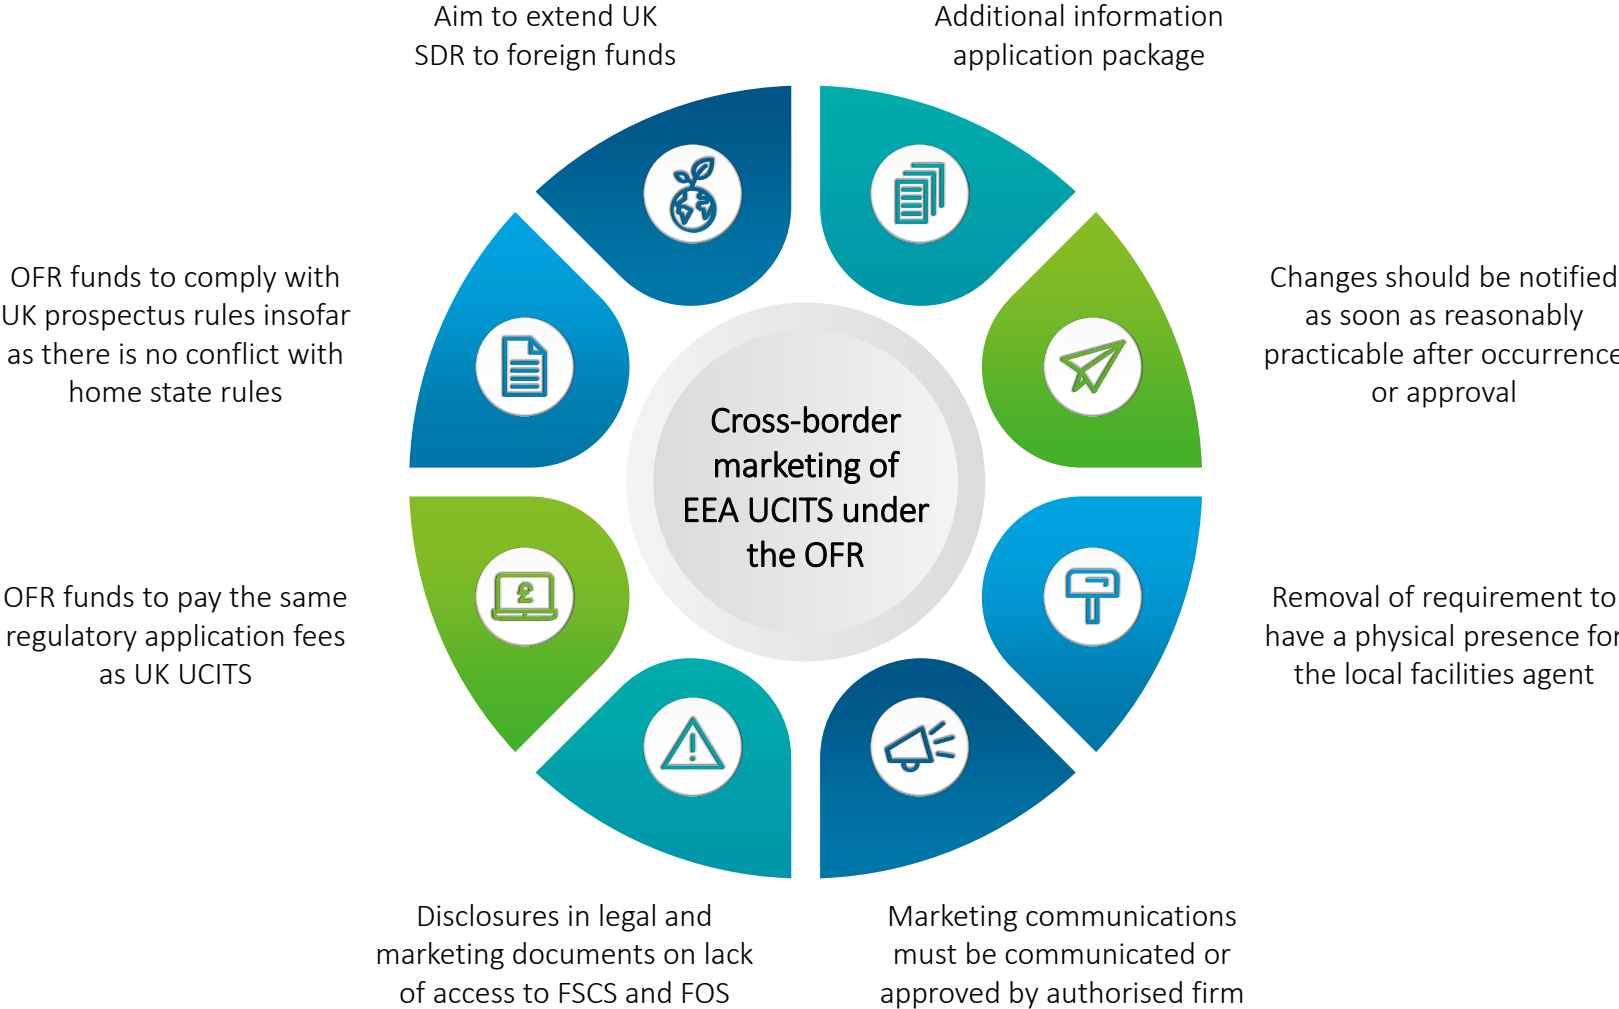 Aim to extend UK
SDR to foreign funds
Additional information
application package
OFR funds to comply with
UK prospectus rules insofar
as there is no conflict with
home state rules
Changes should be notified
as soon as reasonably
practicable after occurrence
or approval
Cross-border
marketing of
EEA UCITS under
the OFR
OFR funds to pay the same
regulatory application fees
as UK UCITS
£
Removal of requirement to
have a physical presence for
the local facilities agent
Disclosures in legal and
marketing documents on lack
of access to FSCS and FOS
Marketing communications
must be communicated or
approved by authorised firm